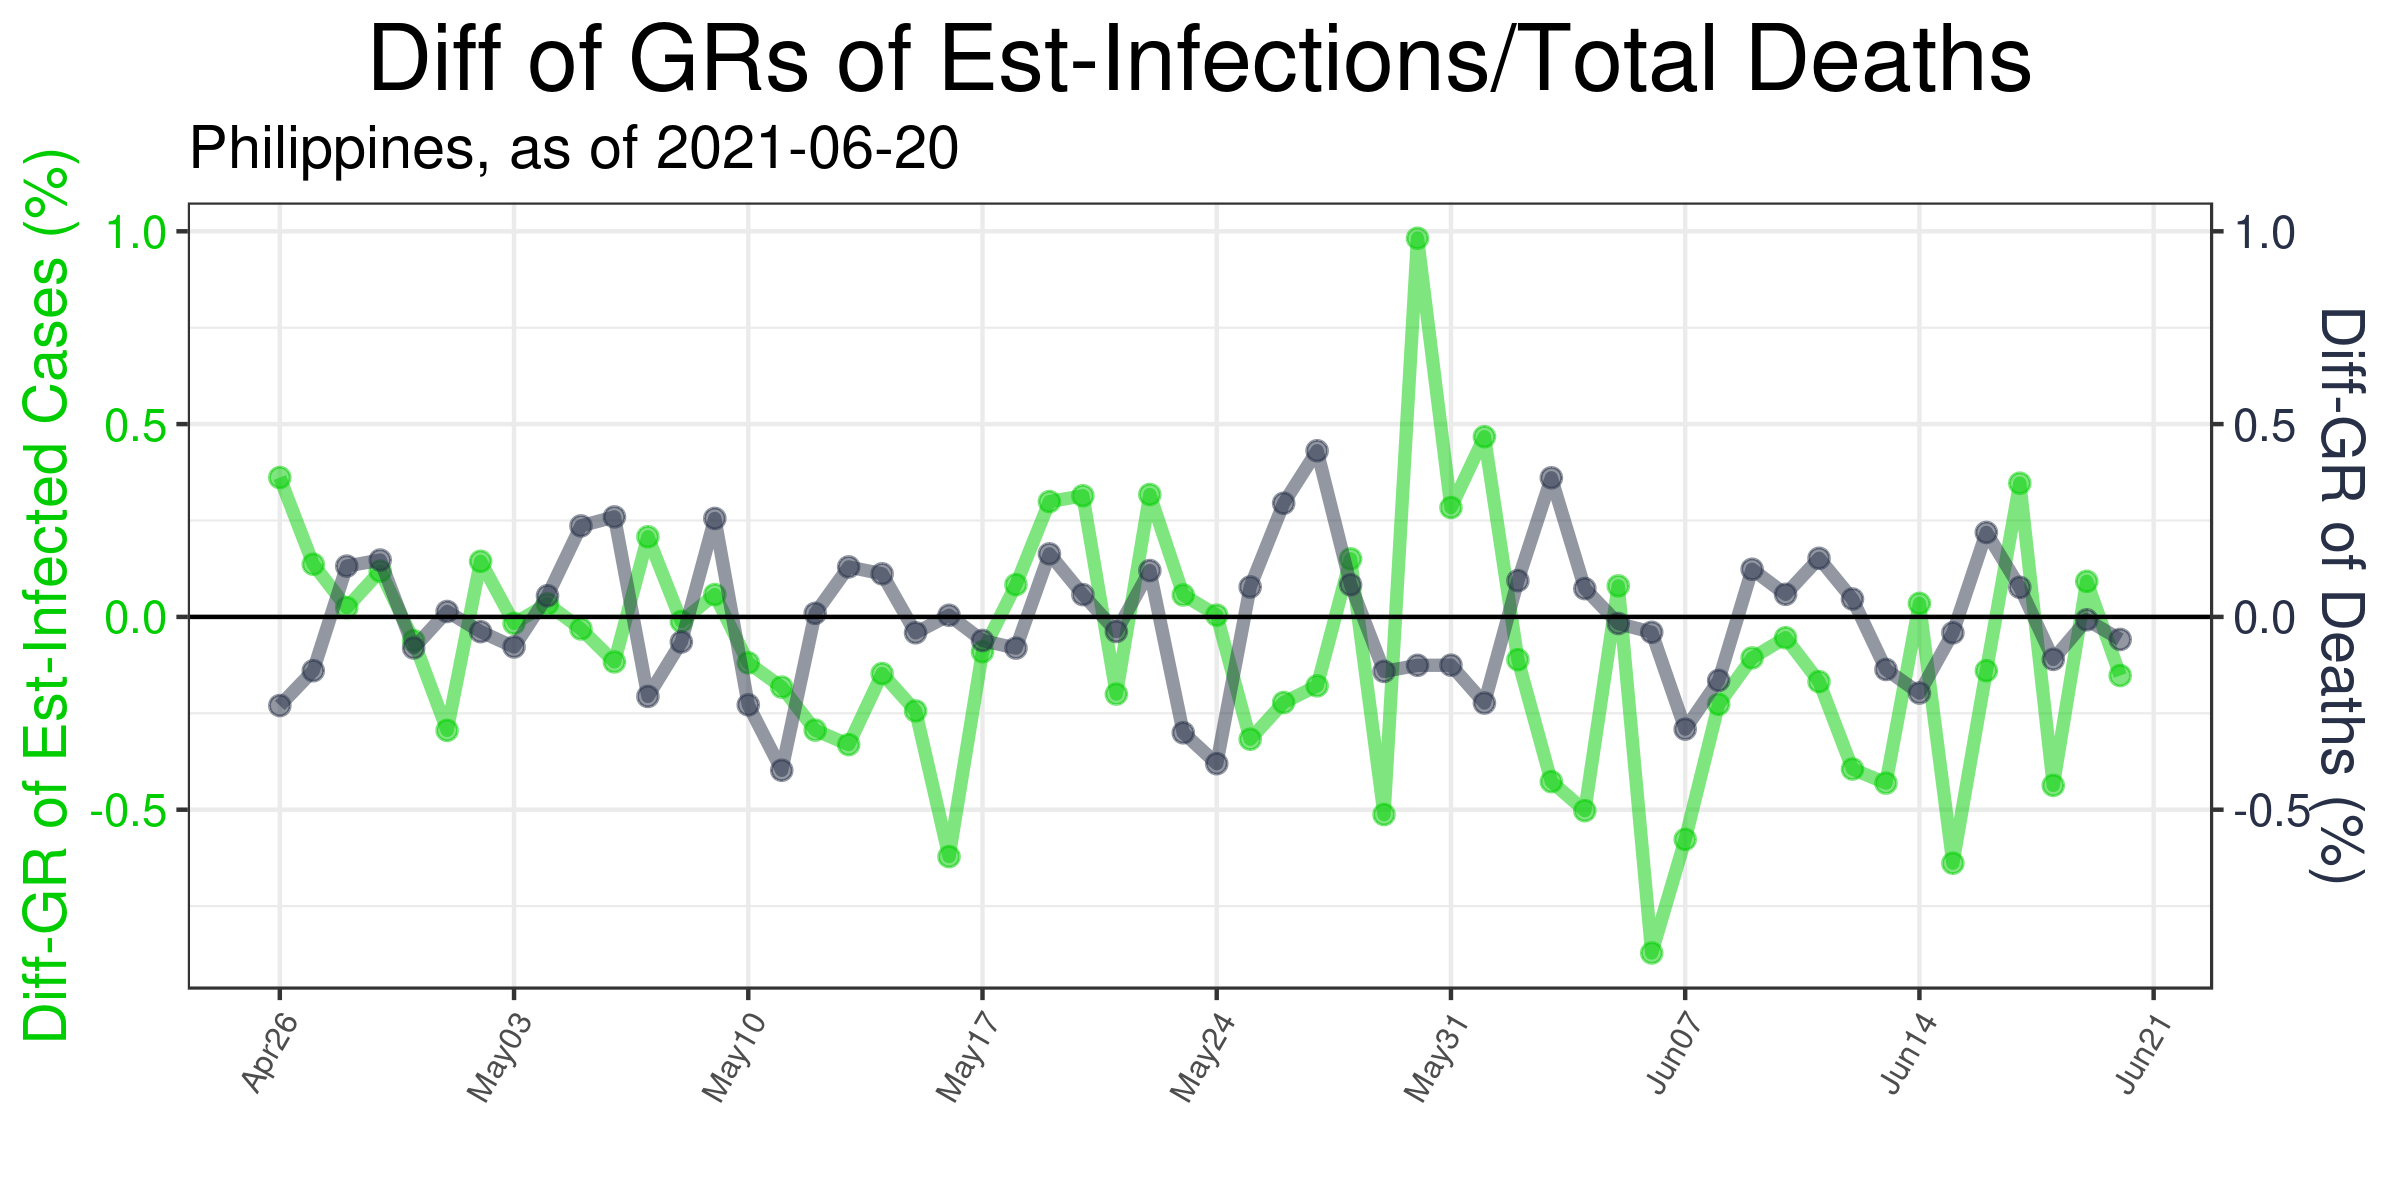 Diff of GRs of Est-Infections/Total Deaths
Philippines, as of 2021-06-20
Diff-GR of Est-Infected Cases (%)
1.0
0.5
0.0
-0.5
1.0
0.5
0.0
-0.5
Diff-GR of Deaths (%)
Apr26
May03
May10
May17
May24
May31
Jun07
Jun14
Jun21